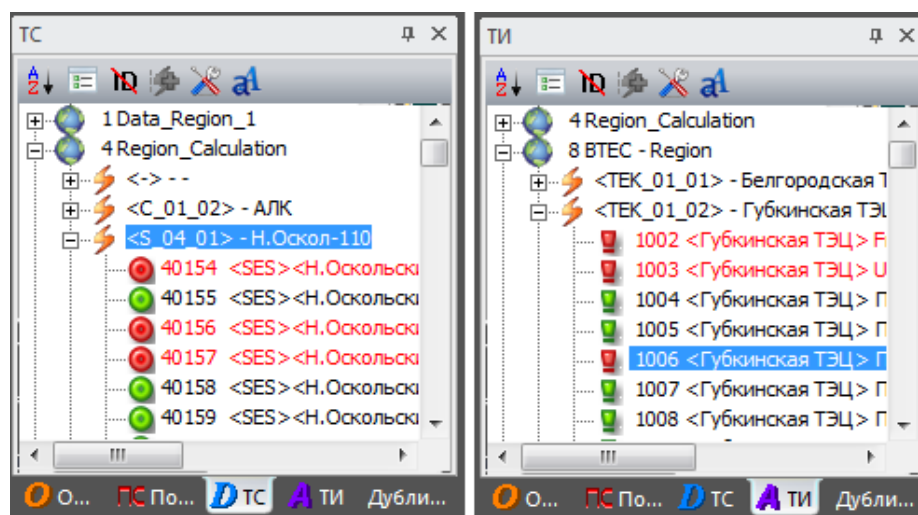 ТС
1 Data_Region_1
4 Region_Calculation
<-> - -
<C_01_02> - АЛК
<S_04_01> - Н.Оскол-110
40154 <SES><Н.Оскольски
40155 <SES><Н.Оскольски
40156 <SES><Н.Оскольски
40157 <SES><Н.Оскольски
40158 <SES><Н.Оскольски
40159 <SES><Н.Оскольски
О О... ПС По... D ТС А ТИ Дубли...
ТИ
4 Region_Calculation
8 BTEC - Region
<TEK_01_01> - Белгородская Т
<TEK_01_02> - Губкинская ТЭЦ
1002 <Губкинская ТЭЦ> F
1003 <Губкинская ТЭЦ> U
1004 <Губкинская ТЭЦ> П
1005 <Губкинская ТЭЦ> П
1006 <Губкинская ТЭЦ> П
1007 <Губкинская ТЭЦ> П
1008 <Губкинская ТЭЦ> П
О О... ПС По... D ТС А ТИ Дубли...